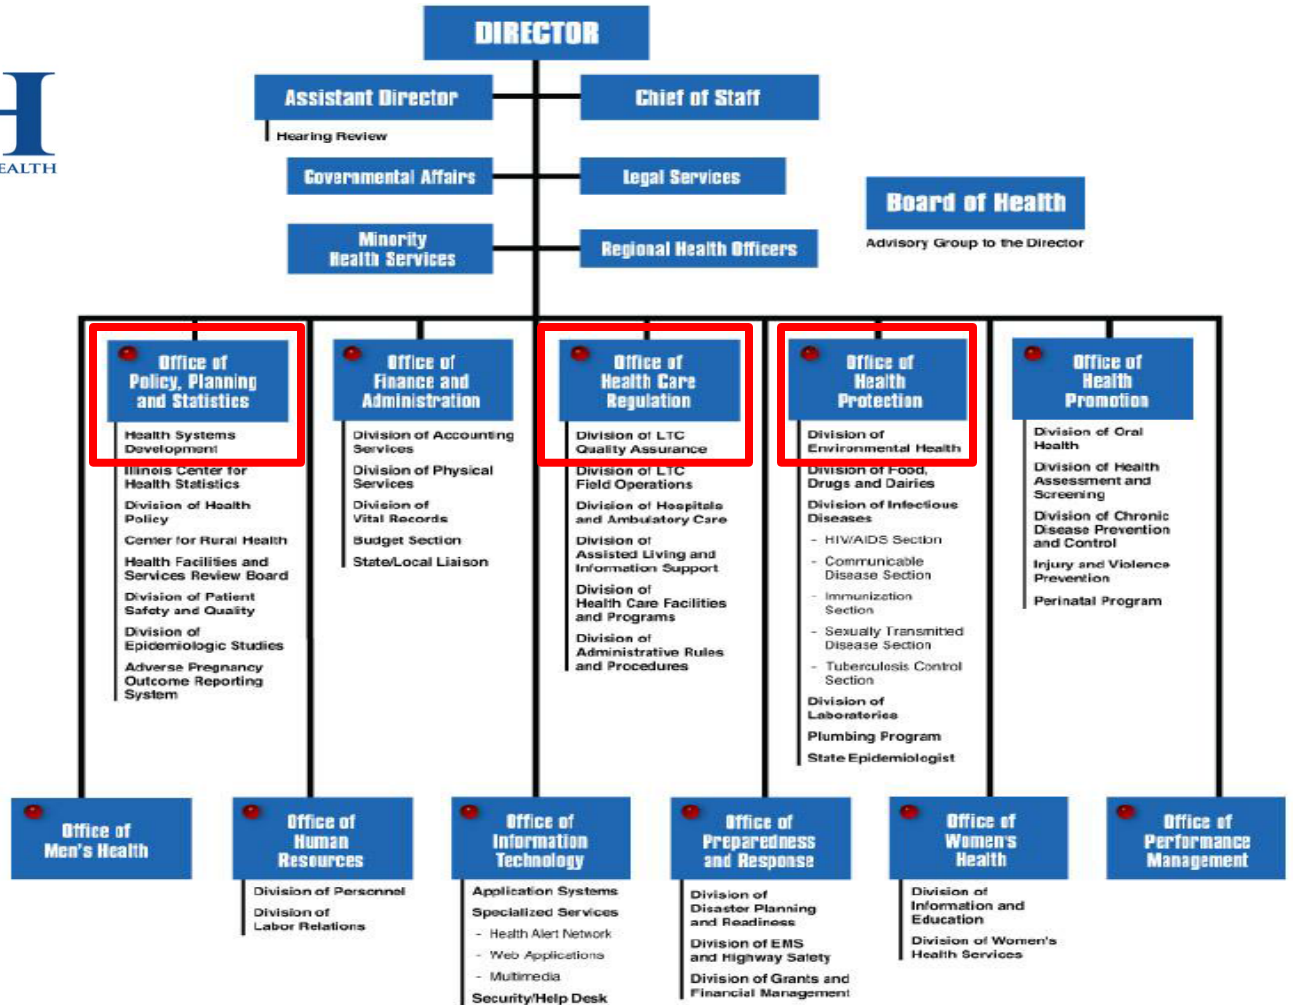 DIRECTOR
H
EALTH
Assistant Director
Hearing Review
Chief of Staff
Governmental Affairs
Legal Services
Minority
Health Services
Regional Health Officers
Board of Health
Advisory Group to the Director
Office of
Policy, Planning
and Statistics
Health Systems
Development
Illinois Center for
Health Statistics
Division of Health
Policy
Center for Rural Health
Health Facilities and
Services Review Board
Division of Patient
Safety and Quality
Division of
Epidemiologic Studies
Adverse Pregnancy
Outcome Reporting
System
Office of
Finance and
Administration
Division of Accounting
Services
Division of Physical
Services
Division of
Vital Records
Budget Section
State/Local Liaison
Office of
Health Care
Regulation
Division of LTC
Quality Assurance
Division of LTC
Field Operations
Division of Hospitals
and Ambulatory Care
Division of
Assisted Living and
Information Support
Division of
Health Care Facilities
and Programs
Division of
Administrative Rules
and Procedures
Office of
Health
Protection
Division of
Environmental Health
Division of Food,
Drugs and Dairies
Division of Infectious
Diseases
- HIV/AIDS Section
- Communicable
Disease Section
- Immunization
Section
- Sexually Transmitted
Disease Section
- Tuberculosis Control
Section
Division of
Laboratories
Plumbing Program
State Epidemiologist
Office of
Health
Promotion
Division of Oral
Health
Division of Health
Assessment and
Screening
Division of Chronic
Disease Prevention
and Control
Injury and Violence
Prevention
Perinatal Program
Office of
Men's Health
Office of
Human
Resources
Division of Personnel
Division of
Labor Relations
Office of
Information
Technology
Application Systems
Specialized Services
- Health Alert Network
- Web Applications
- Multimedia
Security/Help Desk
Office of
Preparedness
and Response
Division of
Disaster Planning
and Readiness
Division of EMS
and Highway Safety
Division of Grants and
Financial Management
Office of
Women's
Health
Division of
Information and
Education
Division of Women's
Health Services
Office of
Performance
Management